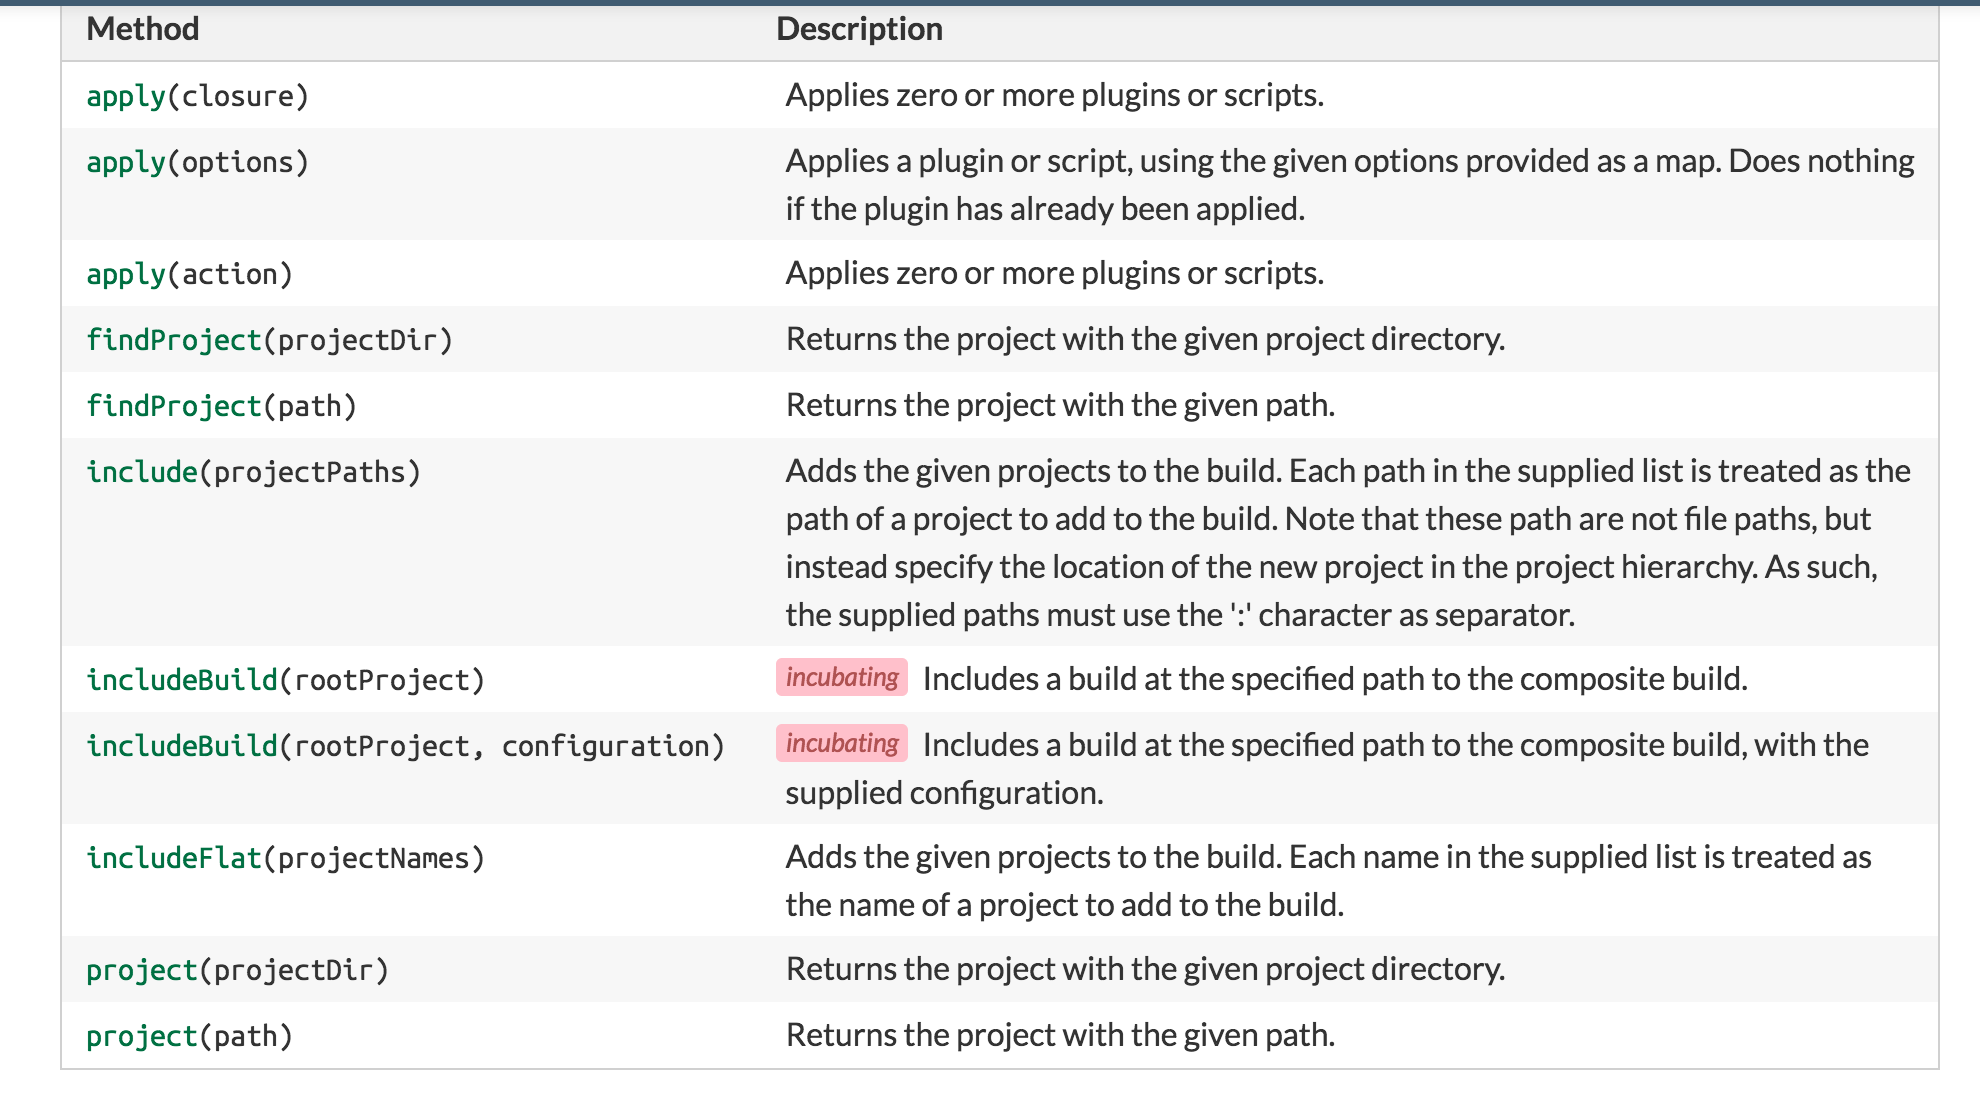 Method Description
apply(closure) Applies zero or more plugins or scripts.
apply(options) Applies a plugin or script, using the given options provided as a map. Does nothing
if the plugin has already been applied.
apply(action) Applies zero or more plugins or scripts.
findProject(projectDir) Returns the project with the given project directory.
findProject(path) Returns the project with the given path.
include(projectPaths) Adds the given projects to the build. Each path in the supplied list is treated as the
path of a project to add to the build. Note that these path are not file paths, but
instead specify the location of the new project in the project hierarchy. As such,
the supplied paths must use the ':' character as separator.
includeBuild(rootProject) incubating Includes a build at the specified path to the composite build.
includeBuild(rootProject, configuration) incubating Includes a build at the specified path to the composite build, with the
supplied configuration.
includeFlat(projectNames) Adds the given projects to the build. Each name in the supplied list is treated as
the name of a project to add to the build.
project(projectDir) Returns the project with the given project directory.
project(path) Returns the project with the given path.